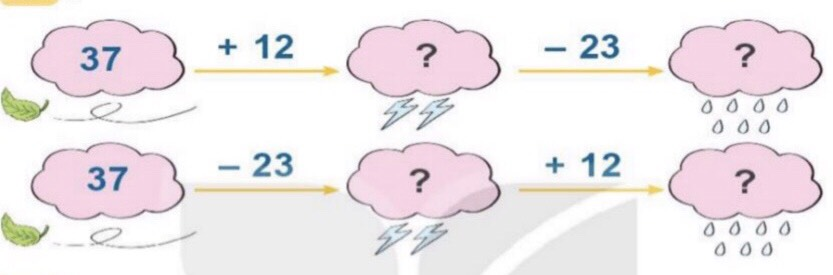 37 + 12 ? – 23 ?
37 – 23 ? + 12 ?